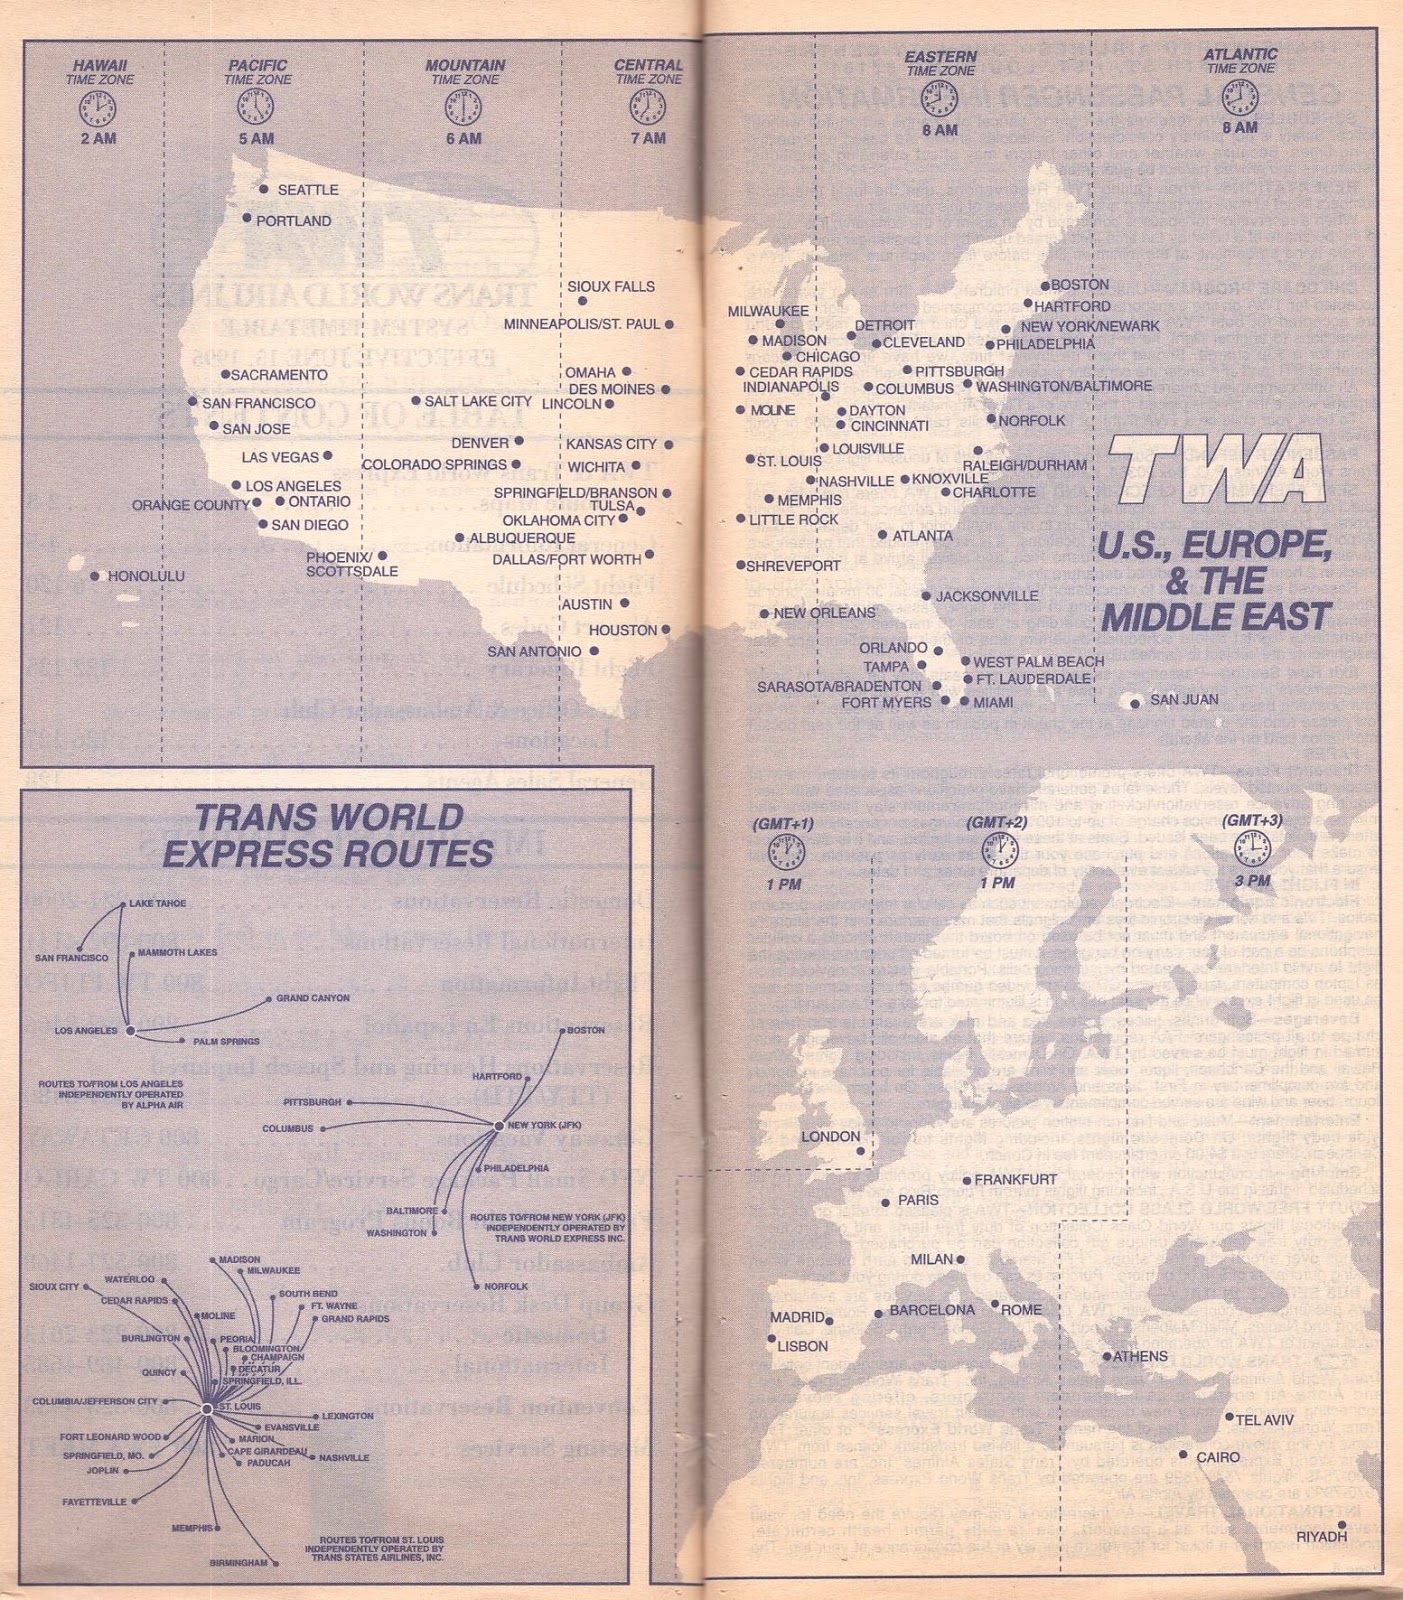 HAWAII
TIME ZONE
2 AM
PACIFIC
TIME ZONE
5 AM
MOUNTAIN
TIME ZONE
6 AM
CENTRAL
TIME ZONE
7 AM
EASTERN
TIME ZONE
8 AM
ATLANTIC
TIME ZONE
8 AM
SEATTLE
PORTLAND
SACRAMENTO
SAN FRANCISCO
SAN JOSE
LAS VEGAS
LOS ANGELES
ORANGE COUNTY
ONTARIO
SAN DIEGO
PHOENIX/
SCOTTSDALE
HONOLULU
SALT LAKE CITY
DENVER
COLORADO SPRINGS
ALBUQUERQUE
SIOUX FALLS
MINNEAPOLIS/ST. PAUL
OMAHA
DES MOINES
LINCOLN
KANSAS CITY
WICHITA
SPRINGFIELD/BRANSON
TULSA
OKLAHOMA CITY
DALLAS/FORT WORTH
AUSTIN
HOUSTON
SAN ANTONIO
MILWAUKEE
MADISON
CHICAGO
CEDAR RAPIDS
INDIANAPOLIS
MOLINE
ST. LOUIS
NASHVILLE
MEMPHIS
LITTLE ROCK
SHREVEPORT
NEW ORLEANS
DETROIT
CLEVELAND
PITTSBURGH
COLUMBUS
DAYTON
CINCINNATI
LOUISVILLE
KNOXVILLE
CHARLOTTE
ATLANTA
JACKSONVILLE
ORLANDO
TAMPA
SARASOTA/BRADENTON
FORT MYERS
WEST PALM BEACH
FT. LAUDERDALE
MIAMI
BOSTON
HARTFORD
NEW YORK/NEWARK
PHILADELPHIA
WASHINGTON/BALTIMORE
NORFOLK
RALEIGH/DURHAM
SAN JUAN
TWA
U.S., EUROPE,
& THE
MIDDLE EAST
TRANS WORLD
EXPRESS ROUTES
LAKE TAHOE
SAN FRANCISCO
MAMMOTH LAKES
GRAND CANYON
LOS ANGELES
PALM SPRINGS
ROUTES TO/FROM LOS ANGELES
INDEPENDENTLY OPERATED
BY ALPHA AIR
BOSTON
HARTFORD
PITTSBURGH
COLUMBUS
NEW YORK (JFK)
PHILADELPHIA
BALTIMORE
WASHINGTON
ROUTES TO/FROM NEW YORK (JFK)
INDEPENDENTLY OPERATED BY
TRANS WORLD EXPRESS INC.
NORFOLK
MADISON
MILWAUKEE
WATERLOO
SIOUX CITY
CEDAR RAPIDS
SOUTH BEND
FT. WAYNE
GRAND RAPIDS
MOLINE
BURLINGTON
PEORIA
BLOOMINGTON
CHAMPAIGN
DECATUR
QUINCY
SPRINGFIELD, ILL.
COLUMBIA/JEFFERSON CITY
ST. LOUIS
LEXINGTON
EVANSVILLE
FORT LEONARD WOOD
MARION
CAPE GIRARDEAU
SPRINGFIELD, MO.
PADUCAH
NASHVILLE
JOPLIN
FAYETTEVILLE
MEMPHIS
BIRMINGHAM
ROUTES TO/FROM ST. LOUIS
INDEPENDENTLY OPERATED BY
TRANS STATES AIRLINES, INC.
(GMT+1)
1 PM
(GMT+2)
1 PM
(GMT+3)
3 PM
LONDON
FRANKFURT
PARIS
MILAN
MADRID
BARCELONA
ROME
LISBON
ATHENS
TEL AVIV
CAIRO
RIYADH